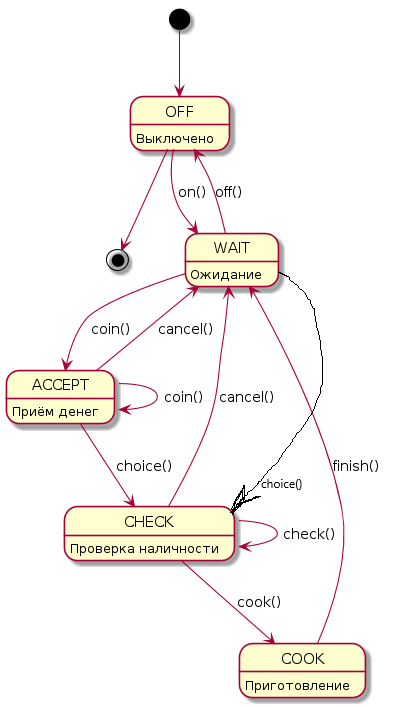 OFF
Выключено
on()
off()
WAIT
Ожидание
coin()
cancel()
ACCEPT
Приём денег
coin()
cancel()
choice()
finish()
choice()
CHECK
Проверка наличности
check()
cook()
COOK
Приготовление